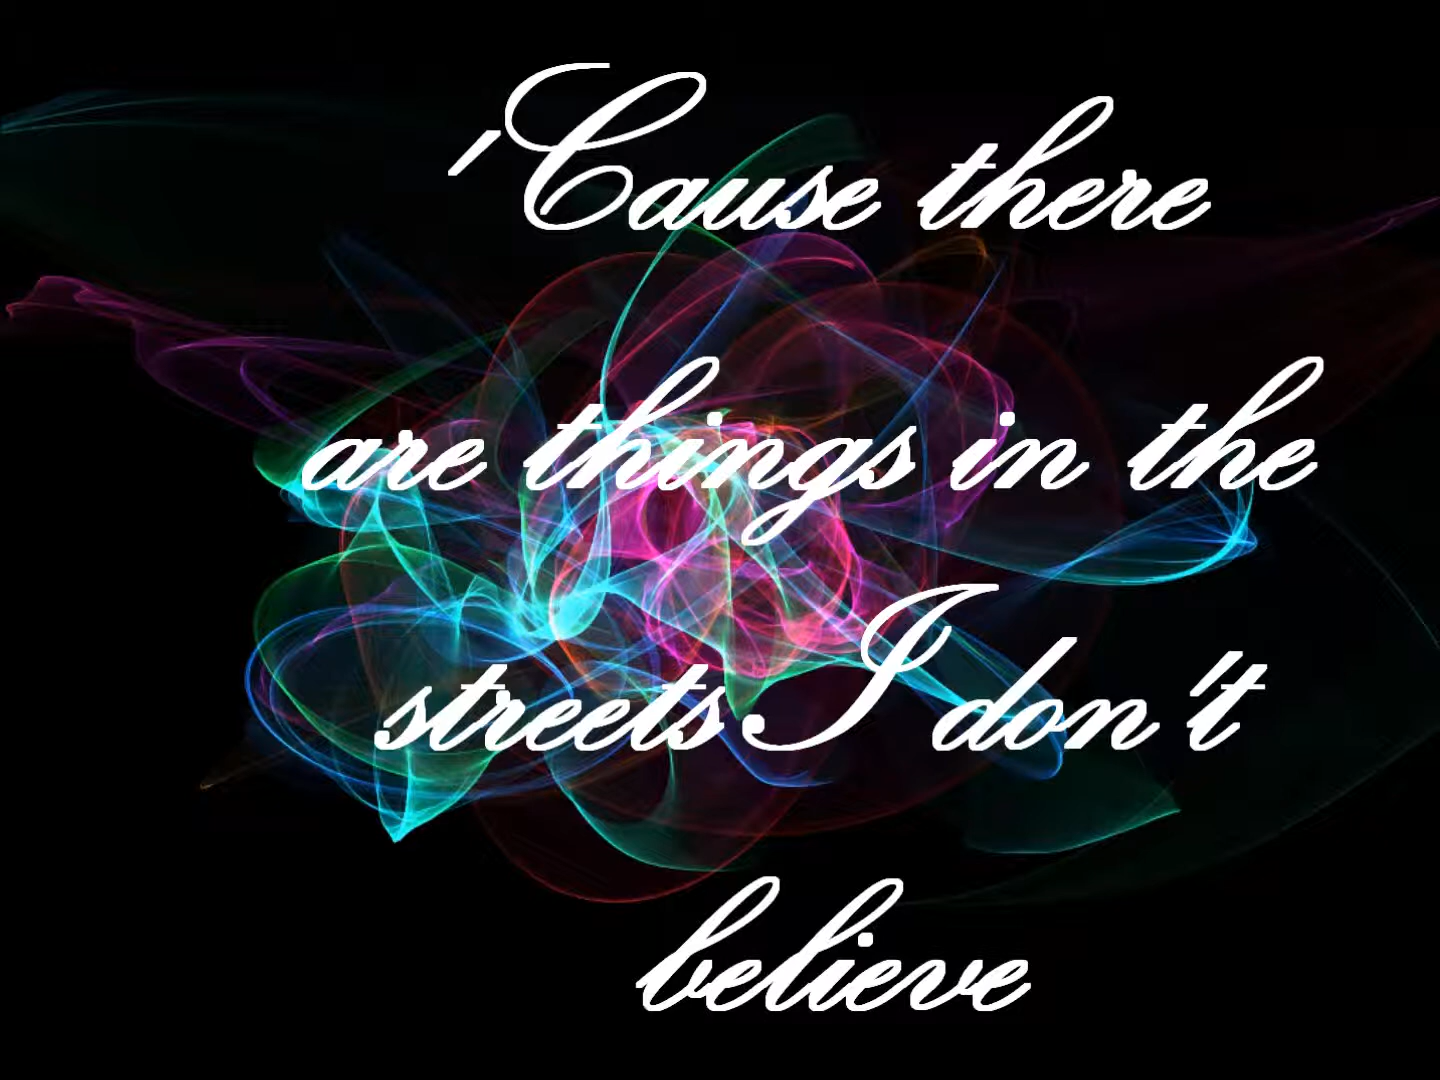 'Cause there
are things in the
streets I don't
believe